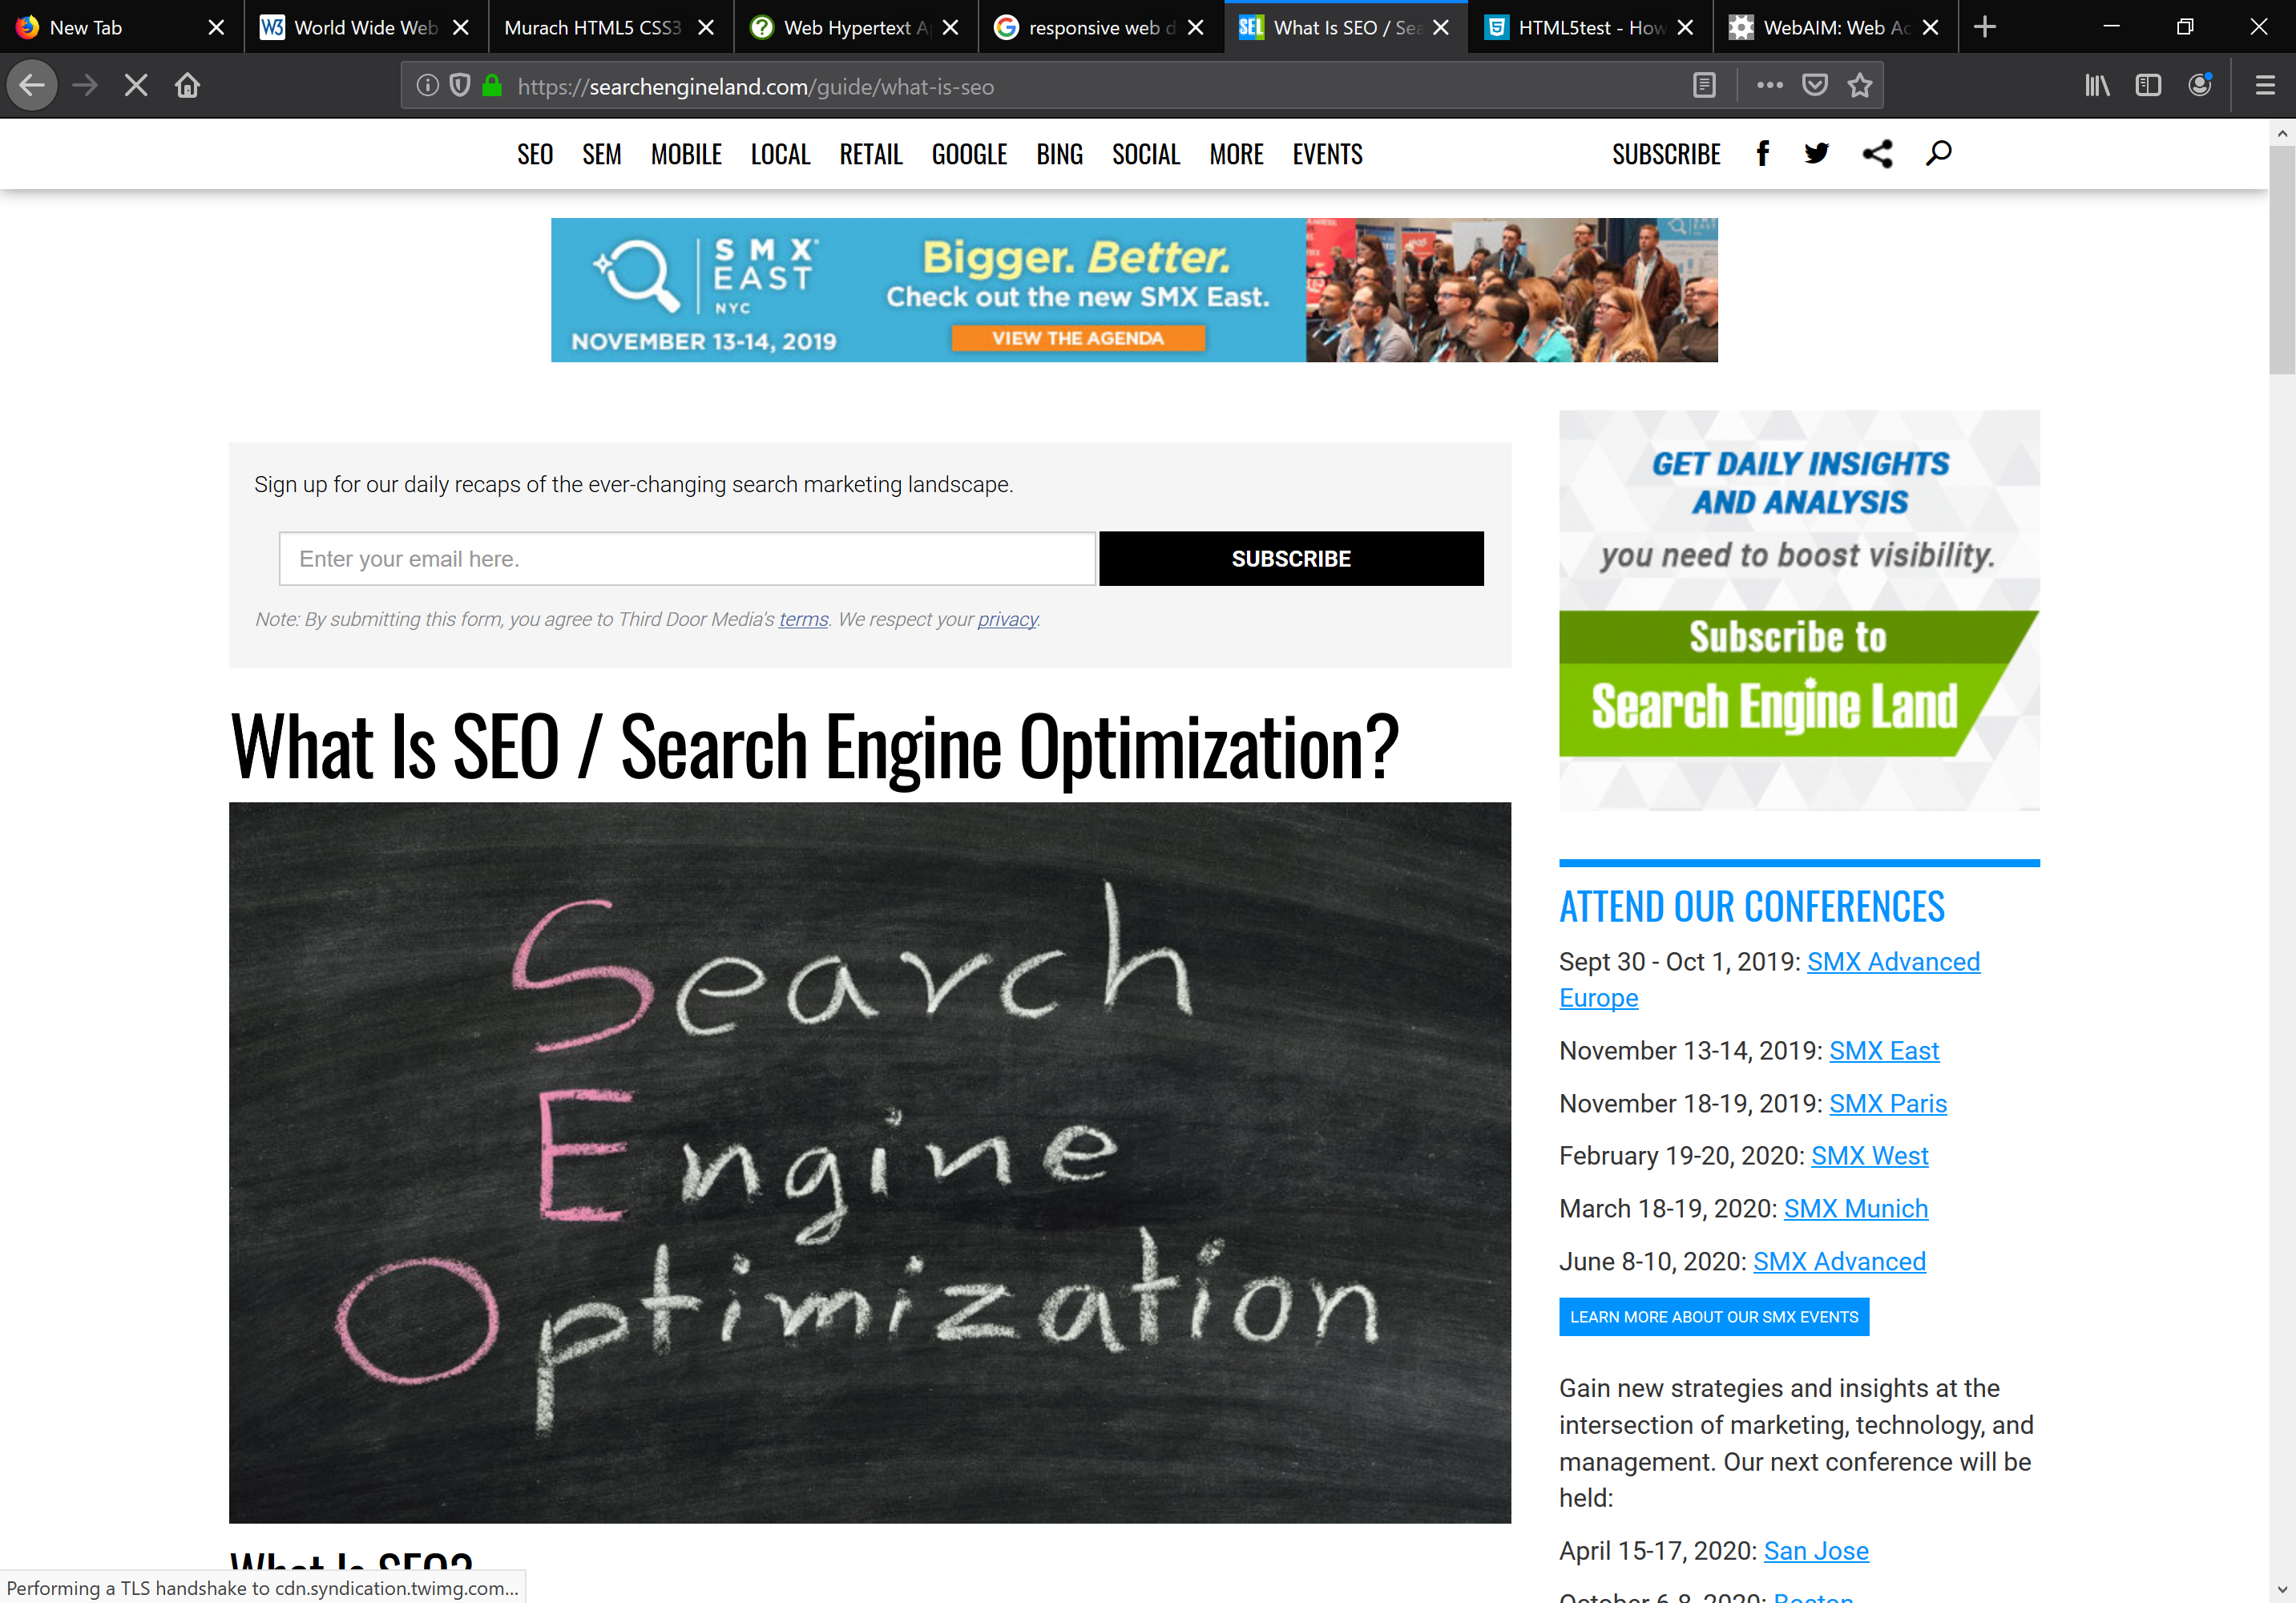 New Tab
World Wide Web
Murach HTML5 CSS3
Web Hypertext A
responsive web d
SEL What Is SEO / Sea
HTML5test - How
WebAIM: Web Ac
https://searchengineland.com/guide/what-is-seo
SEO SEM MOBILE LOCAL RETAIL GOOGLE BING SOCIAL MORE EVENTS SUBSCRIBE
SMX
EAST
NYC
NOVEMBER 13-14, 2019
Bigger. Better.
Check out the new SMX East.
VIEW THE AGENDA
Sign up for our daily recaps of the ever-changing search marketing landscape.
Enter your email here.
SUBSCRIBE
Note: By submitting this form, you agree to Third Door Media's terms. We respect your privacy.
What Is SEO / Search Engine Optimization?
Search
Engine
Optimization
What Is SEO?
Performing a TLS handshake to cdn.syndication.twimg.com...
GET DAILY INSIGHTS
AND ANALYSIS
you need to boost visibility.
Subscribe to
Search Engine Land
ATTEND OUR CONFERENCES
Sept 30 - Oct 1, 2019: SMX Advanced
Europe
November 13-14, 2019: SMX East
November 18-19, 2019: SMX Paris
February 19-20, 2020: SMX West
March 18-19, 2020: SMX Munich
June 8-10, 2020: SMX Advanced
LEARN MORE ABOUT OUR SMX EVENTS
Gain new strategies and insights at the
intersection of marketing, technology, and
management. Our next conference will be
held:
April 15-17, 2020: San Jose
October 6-8, 2020: Boston